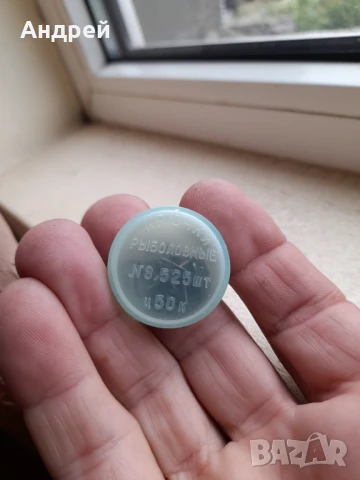 Андрей
РЫБОЛОВНЫЕ
№9,525шт
ц 50 к
BAZAR